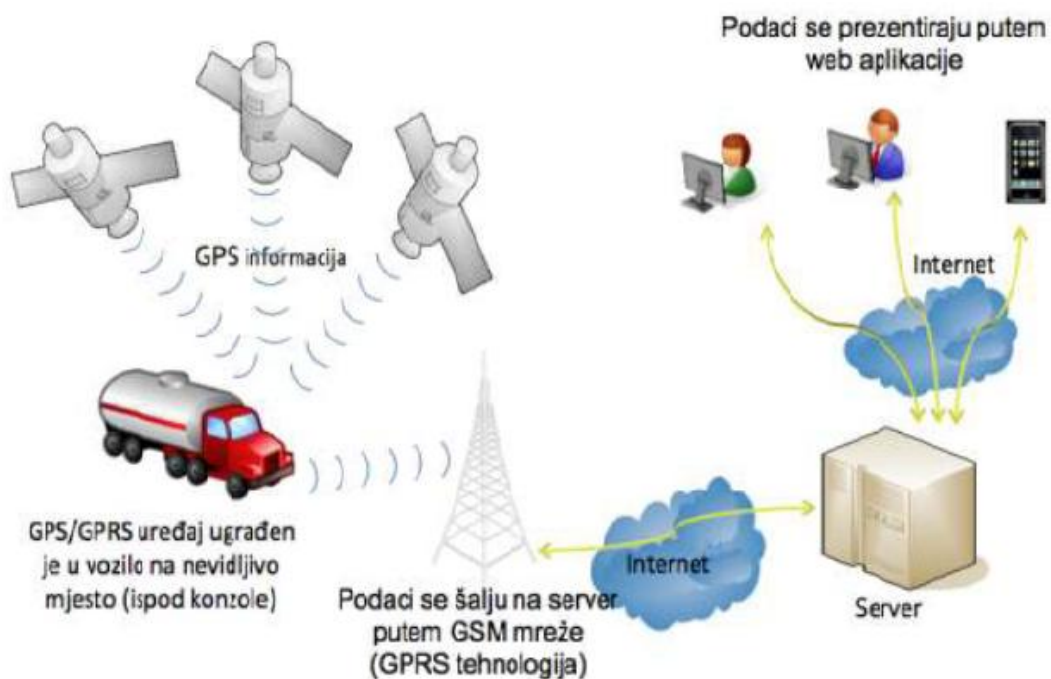 Podaci se prezentiraju putem
web aplikacije
GPS informacija
Internet
GPS/GPRS uređaj ugrađen
je u vozilo na nevidljivo
mjesto (ispod konzole)
Podaci se šalju na server
putem GSM mreže
(GPRS tehnologija)
Internet
Server